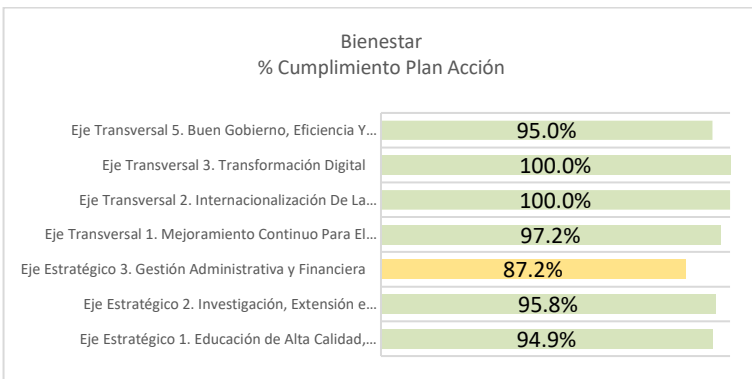 Bienestar
% Cumplimiento Plan Acción
Eje Transversal 5. Buen Gobierno, Eficiencia Y... 95.0%
Eje Transversal 3. Transformación Digital 100.0%
Eje Transversal 2. Internacionalización De La... 100.0%
Eje Transversal 1. Mejoramiento Continuo Para El... 97.2%
Eje Estratégico 3. Gestión Administrativa y Financiera 87.2%
Eje Estratégico 2. Investigación, Extensión e... 95.8%
Eje Estratégico 1. Educación de Alta Calidad,... 94.9%